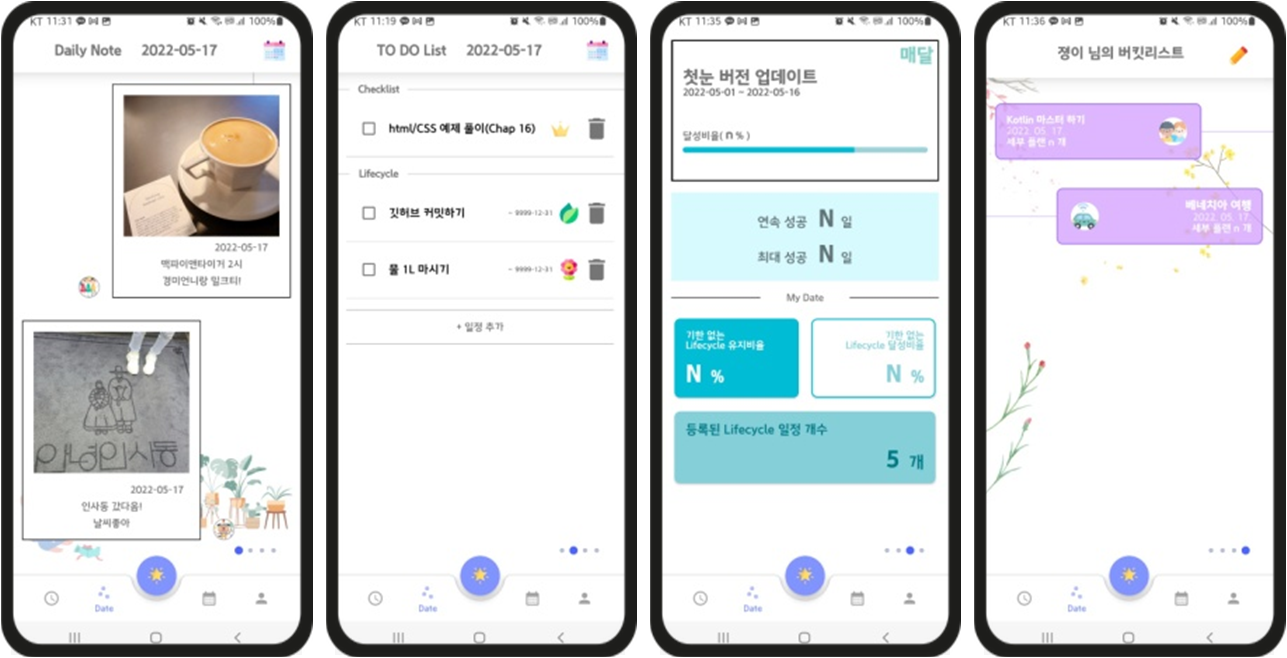 KT 11:31
100%
Daily Note 2022-05-17
2022-05-17
맥파이앤타이거 2시
경미언니랑 밀크티!
안녕인사동
2022-05-17
인사동 갔다음!
날씨좋아
Date
KT 11:19
100%
TO DO List 2022-05-17
Checklist
html/CSS 예제 풀이(Chap 16)
Lifecycle
깃허브 커밋하기 ~ 9999-12-31
물 1L 마시기 ~ 9999-12-31
+ 일정 추가
Date
KT 11:35
100%
매달
첫눈 버전 업데이트
2022-05-01 ~ 2022-05-16
달성비율( n % )
연속 성공 N 일
최대 성공 N 일
My Date
기한 없는
Lifecycle 유지비율
N %
기한 없는
Lifecycle 달성비율
N %
등록된 Lifecycle 일정 개수
5 개
Date
KT 11:36
100%
쟁이 님의 버킷리스트
Kotlin 마스터 하기
2022. 05. 17.
세부 플랜 n 개
베네치아 여행
2022. 05. 17.
세부 플랜 n 개
Date